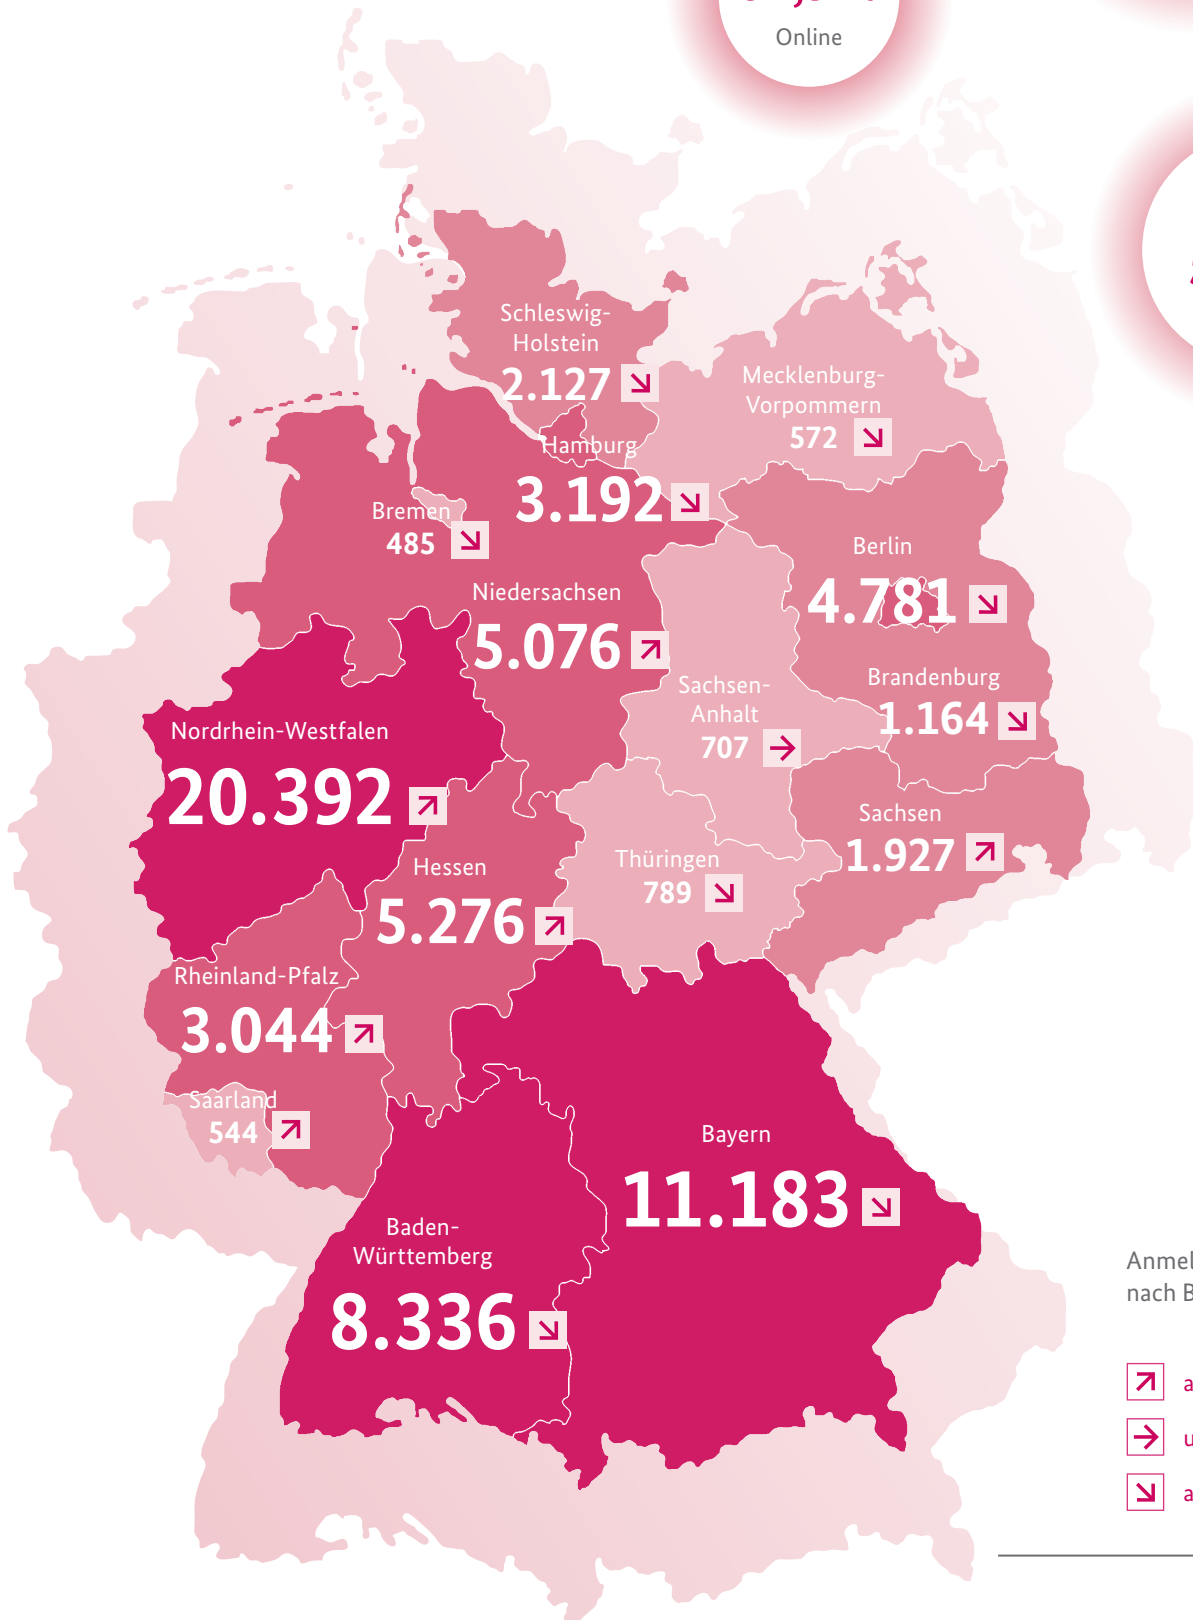 Online
Schleswig-
Holstein
2.127
Mecklenburg-
Vorpommern
572
Hamburg
3.192
Bremen
485
Berlin
4.781
Niedersachsen
5.076
Sachsen-
Anhalt
707
Brandenburg
1.164
Nordrhein-Westfalen
20.392
Sachsen
1.927
Hessen
5.276
Thüringen
789
Rheinland-Pfalz
3.044
Saarland
544
Bayern
11.183
Baden-
Württemberg
8.336
nach